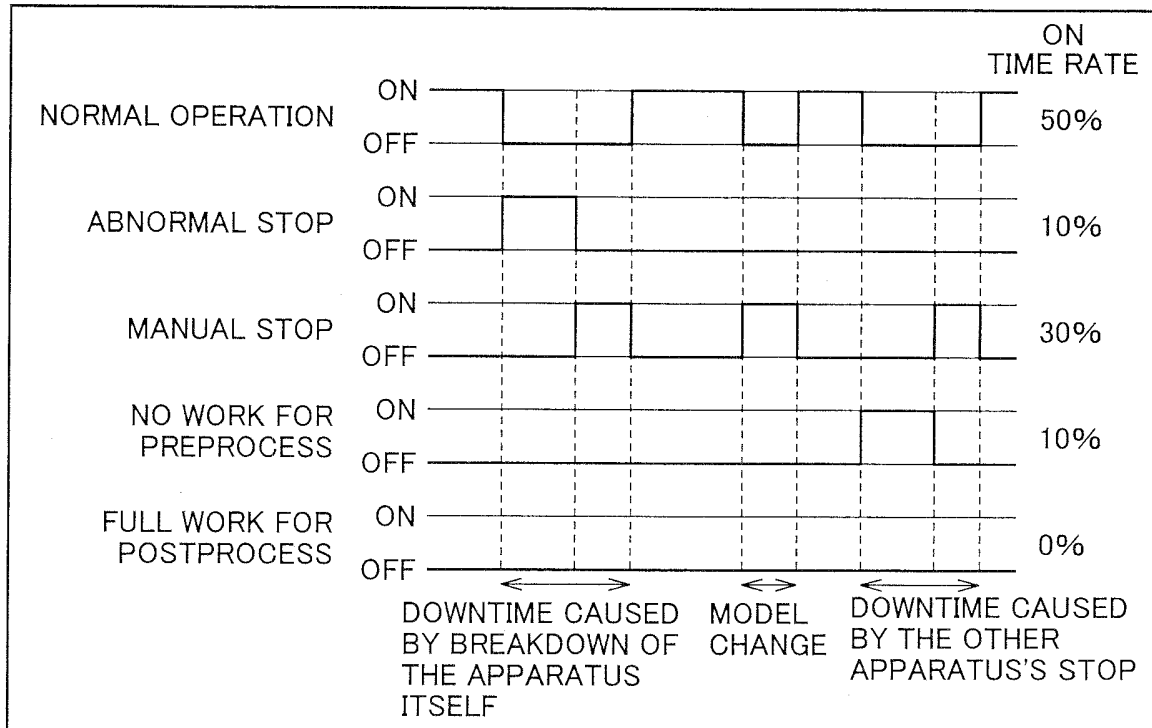 ON
TIME RATE
NORMAL OPERATION
ON
OFF
50%
ABNORMAL STOP
ON
OFF
10%
MANUAL STOP
ON
OFF
30%
NO WORK FOR
PREPROCESS
ON
OFF
10%
FULL WORK FOR
POSTPROCESS
ON
OFF
0%
DOWNTIME CAUSED
BY BREAKDOWN OF
THE APPARATUS
ITSELF
MODEL
CHANGE
DOWNTIME CAUSED
BY THE OTHER
APPARATUS'S STOP